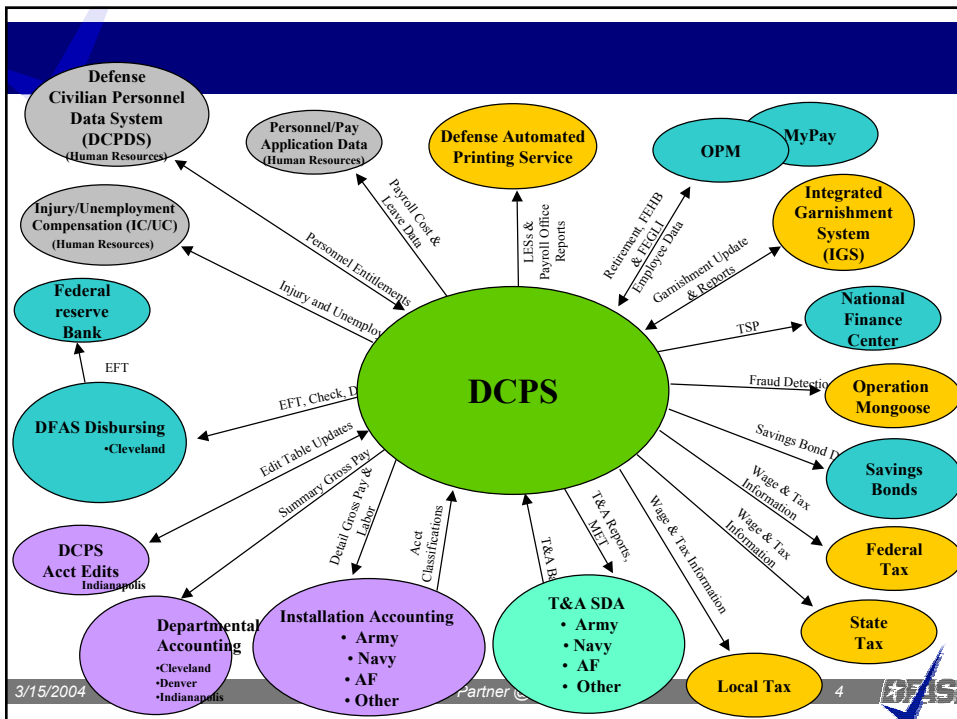 Defense
Civilian Personnel
Data System
(DCPDS)
(Human Resources)
Personnel/Pay
Application Data
(Human Resources)
Defense Automated
Printing Service
OPM
MyPay
Injury/Unemployment
Compensation (IC/UC)
(Human Resources)
Integrated
Garnishment
System
(IGS)
Payroll Cost &
Leave Data
LESs &
Payroll Office
Reports
Retirement, FEHB
& FEGLI
Employee Data
Garnishment Update
& Reports
Personnel Entitlements
Injury and
Federal
reserve
Bank
EFT
TSP
National
Finance
Center
DCPS
Fraud
Operation
Mongoose
EFT, Check,
DFAS Disbursing
•Cleveland
Edit Table Updates
Summary Gross Pay
Savings Bond
Savings
Bonds
Detail Gross Pay &
Labor
Acct
Classifications
T&A
T&A Reports,
MET
Wage & Tax Information
Wage & Tax
Information
Wage & Tax
Information
DCPS
Acct Edits
Indianapolis
Federal
Tax
Departmental
Accounting
•Cleveland
•Denver
•Indianapolis
Installation Accounting
• Army
• Navy
• AF
• Other
T&A SDA
• Army
• Navy
• AF
• Other
State
Tax
Local Tax
3/15/2004
Partner @
4
DFAS